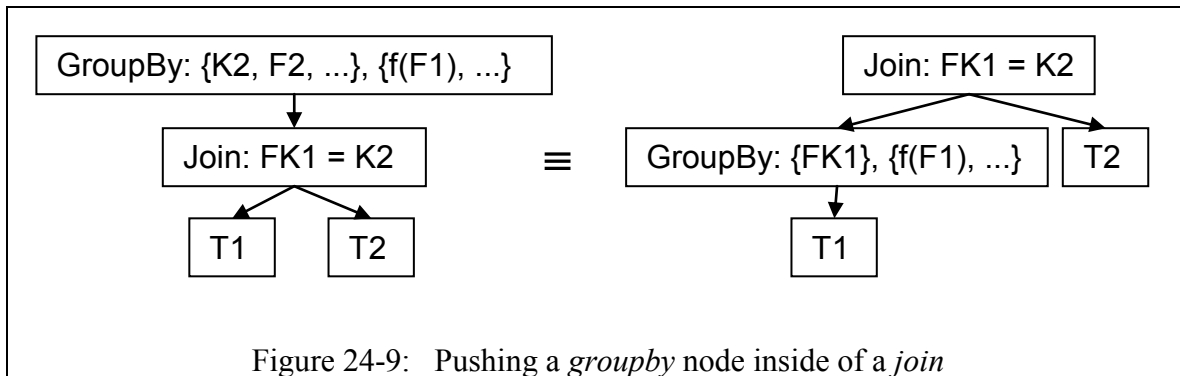 GroupBy: {K2, F2, ...}, {f(F1), ...}
Join: FK1 = K2
T1
T2
≡
Join: FK1 = K2
GroupBy: {FK1}, {f(F1), ...}
T2
T1
Figure 24-9: Pushing a groupby node inside of a join